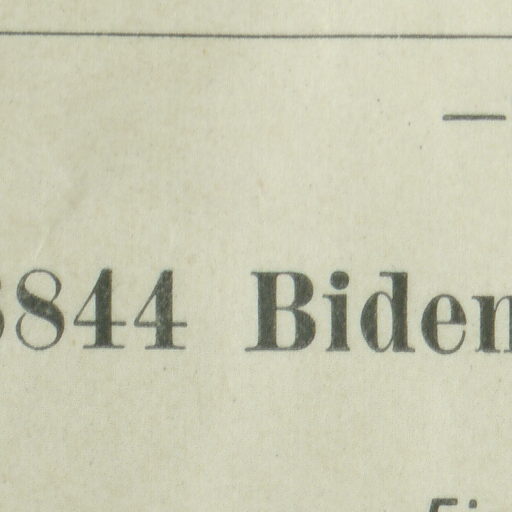 —
844 Biden